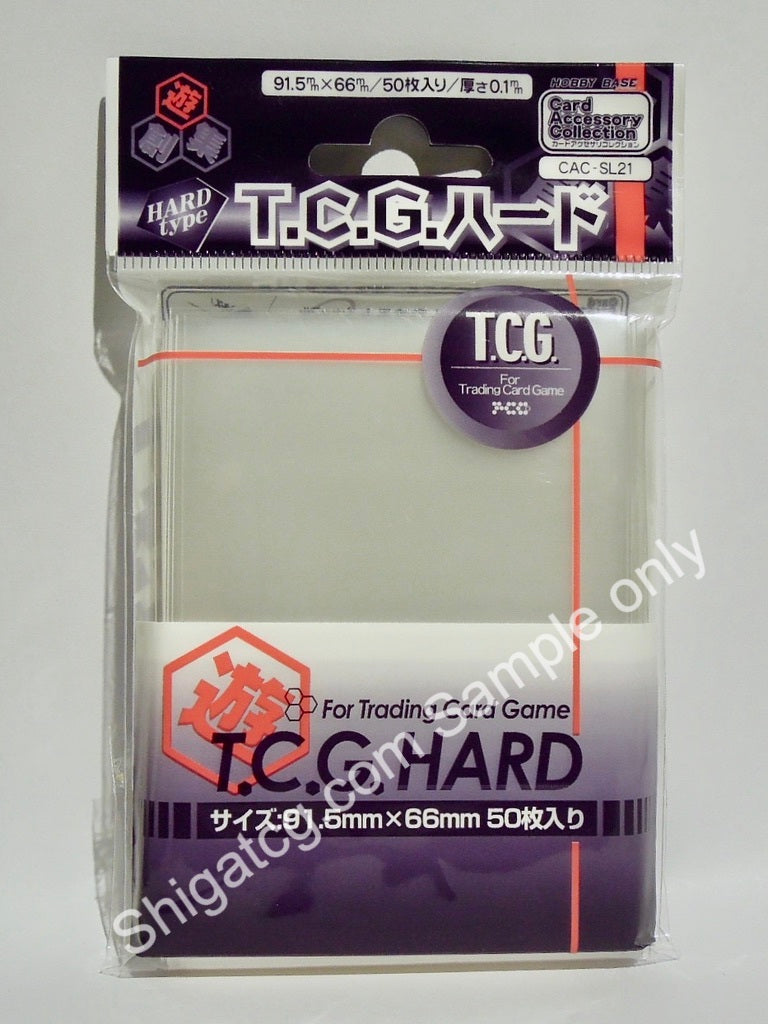 91.5㎜×66㎜/50枚入り/厚さ0.1㎜
HOBBY BASE
Card
Accessory
Collection
カードアクセサリコレクション
CAC-SL21
遊
創 集
HARD
type
T.C.G.ハード
T.C.G.
For
Trading Card Game
遊
For Trading Card Game
T.C.G.HARD
サイズ:91.5mm×66mm 50枚入り
Shigatcg.com Sample only